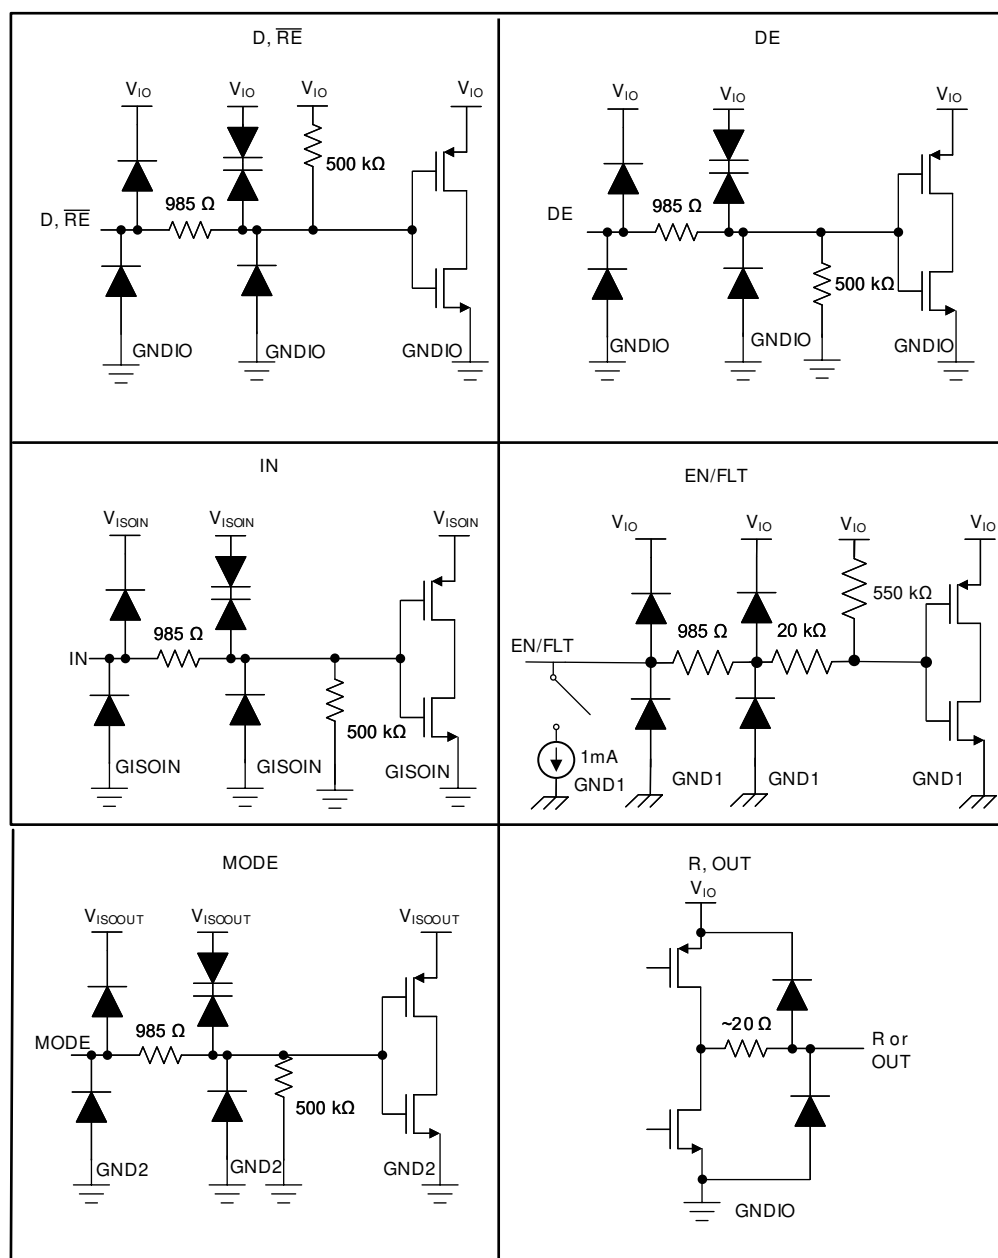 D, RE
V_IO
V_IO
V_IO
V_IO
500 kΩ
985 Ω
D, RE
GNDIO
GNDIO
GNDIO
DE
V_IO
V_IO
V_IO
985 Ω
DE
500 kΩ
GNDIO
GNDIO
GNDIO
IN
V_ISOIN
V_ISOIN
V_ISOIN
985 Ω
IN
500 kΩ
GISOIN
GISOIN
GISOIN
EN/FLT
V_IO
V_IO
V_IO
V_IO
550 kΩ
985 Ω
20 kΩ
EN/FLT
1mA
GND1
GND1
GND1
GND1
MODE
V_ISOOUT
V_ISOOUT
V_ISOOUT
985 Ω
MODE
500 kΩ
GND2
GND2
GND2
R, OUT
V_IO
~20 Ω
R or
OUT
GNDIO